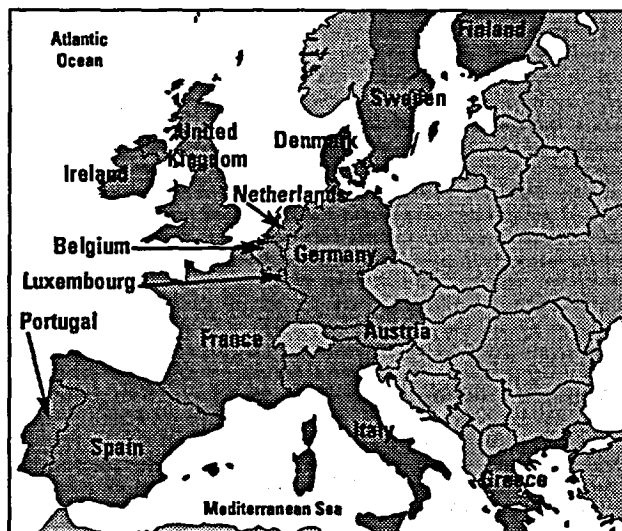 Atlantic
Ocean
Finland
Sweden
United
Kingdom
Denmark
Ireland
Netherlands
Belgium
Germany
Luxembourg
Portugal
France
Austria
Spain
Italy
Greece
Mediterranean Sea